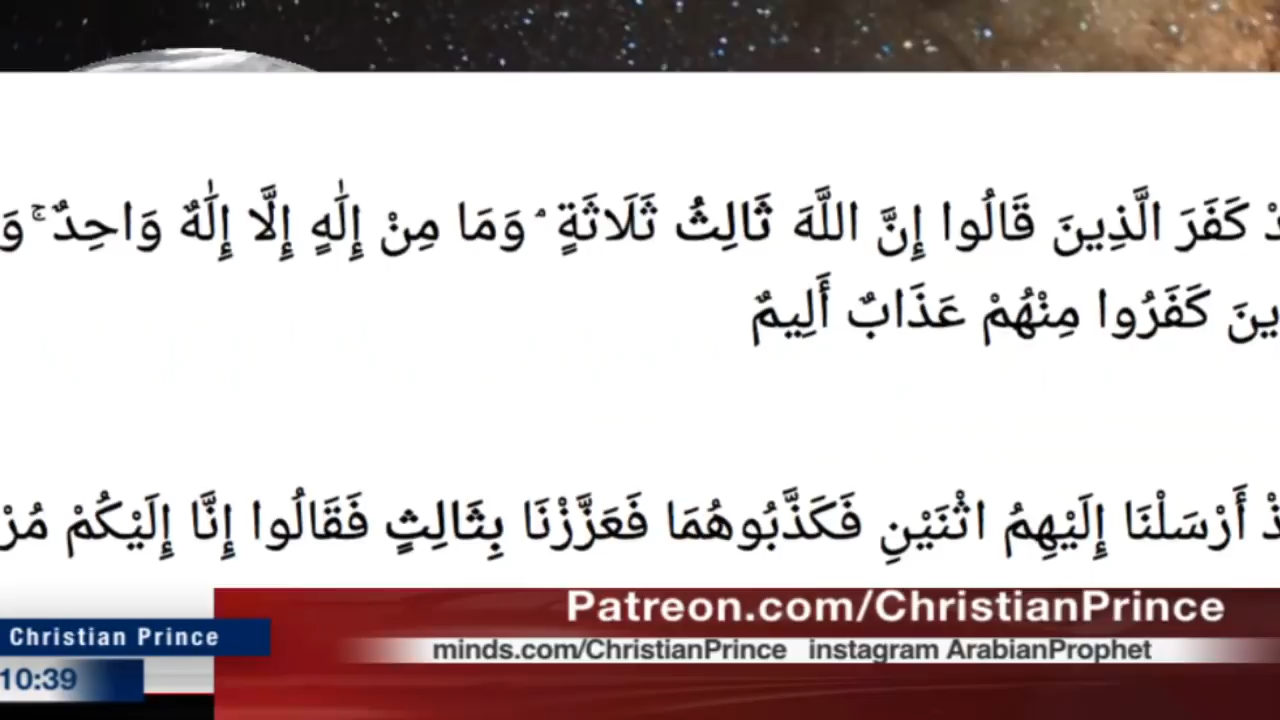 كَفَرَ الَّذِينَ قَالُوا إِنَّ اللَّهَ ثَالِثُ ثَلَاثَةٍ ۘ وَمَا مِنْ إِلَٰهٍ إِلَّا إِلَٰهٌ وَاحِدٌ ۚ وَ
ينَ كَفَرُوا مِنْهُمْ عَذَابٌ أَلِيمٌ
أَرْسَلْنَا إِلَيْهِمُ اثْنَيْنِ فَكَذَّبُوهُمَا فَعَزَّزْنَا بِثَالِثٍ فَقَالُوا إِنَّا إِلَيْكُمْ مُرْ
Patreon.com/ChristianPrince
Christian Prince
minds.com/ChristianPrince instagram ArabianProphet
10:39